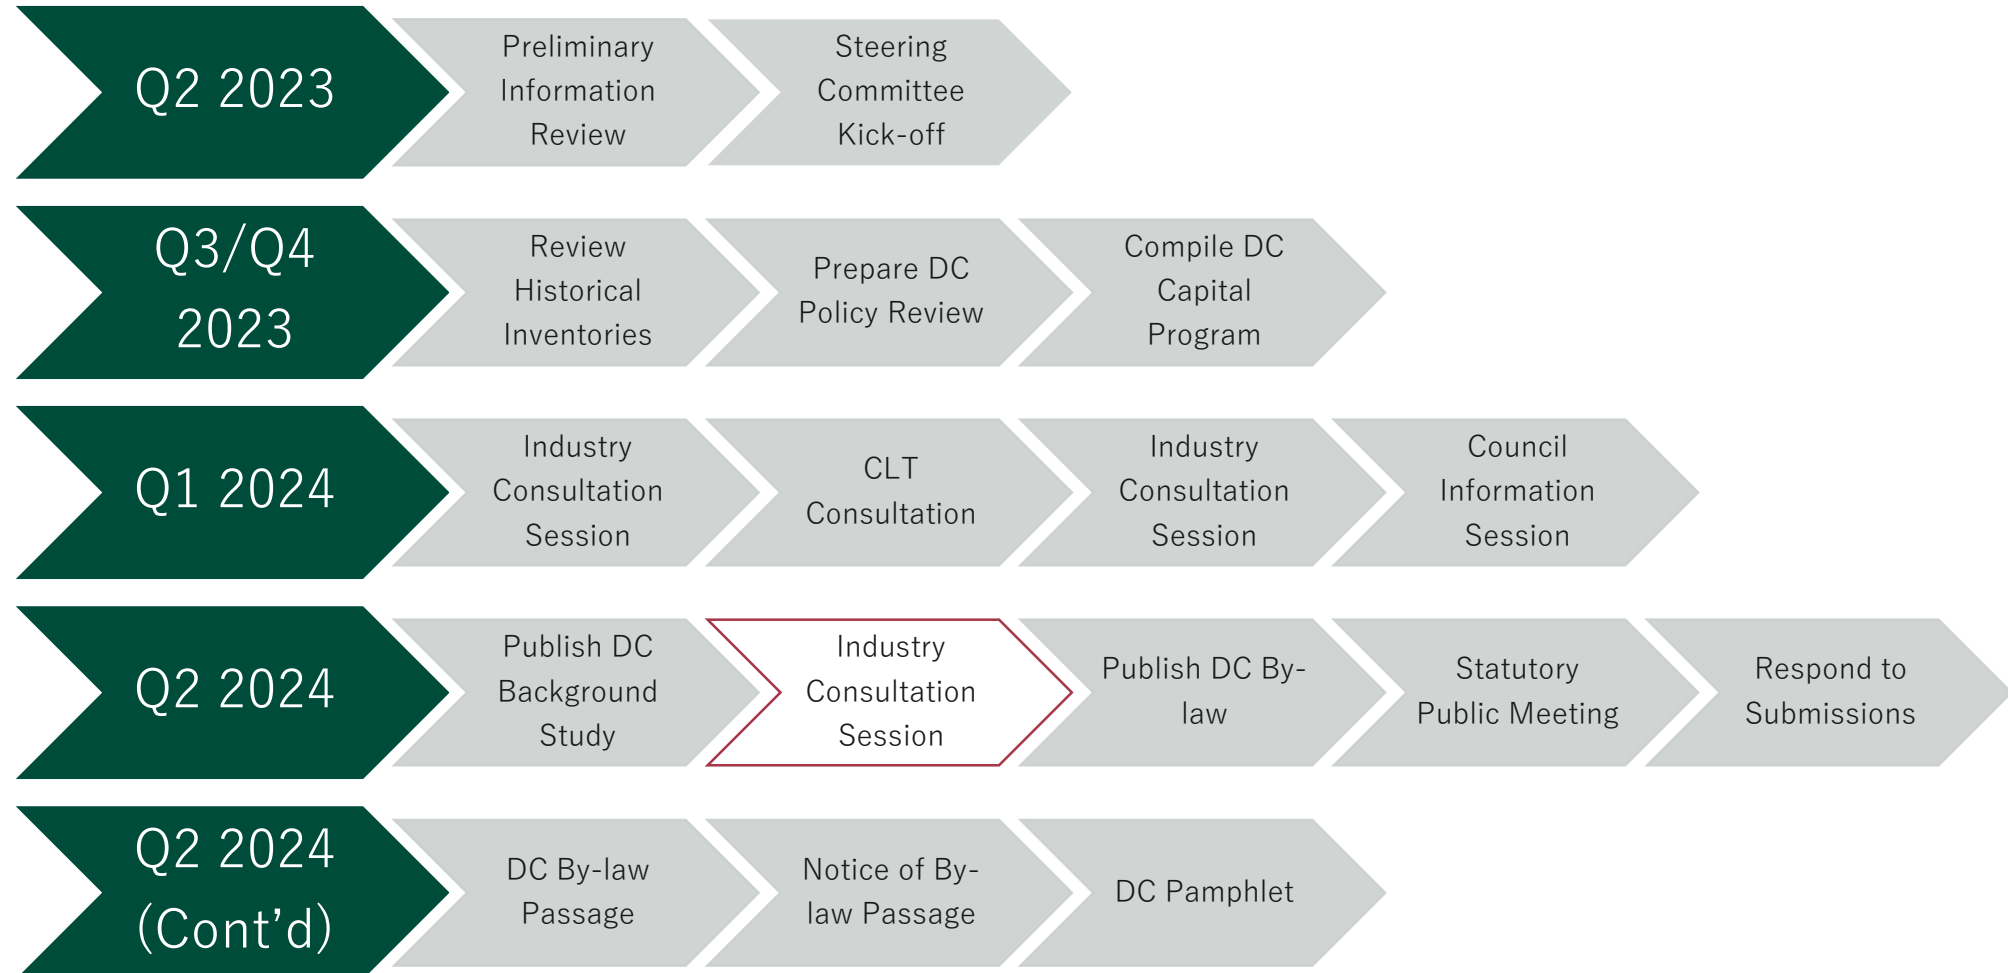 Q2 2023
Preliminary
Information
Review
Steering
Committee
Kick-off
Q3/Q4
2023
Review
Historical
Inventories
Prepare DC
Policy Review
Compile DC
Capital
Program
Q1 2024
Industry
Consultation
Session
CLT
Consultation
Industry
Consultation
Session
Council
Information
Session
Q2 2024
Publish DC
Background
Study
Industry
Consultation
Session
Publish DC By-
law
Statutory
Public Meeting
Respond to
Submissions
Q2 2024
(Cont’d)
DC By-law
Passage
Notice of By-
law Passage
DC Pamphlet